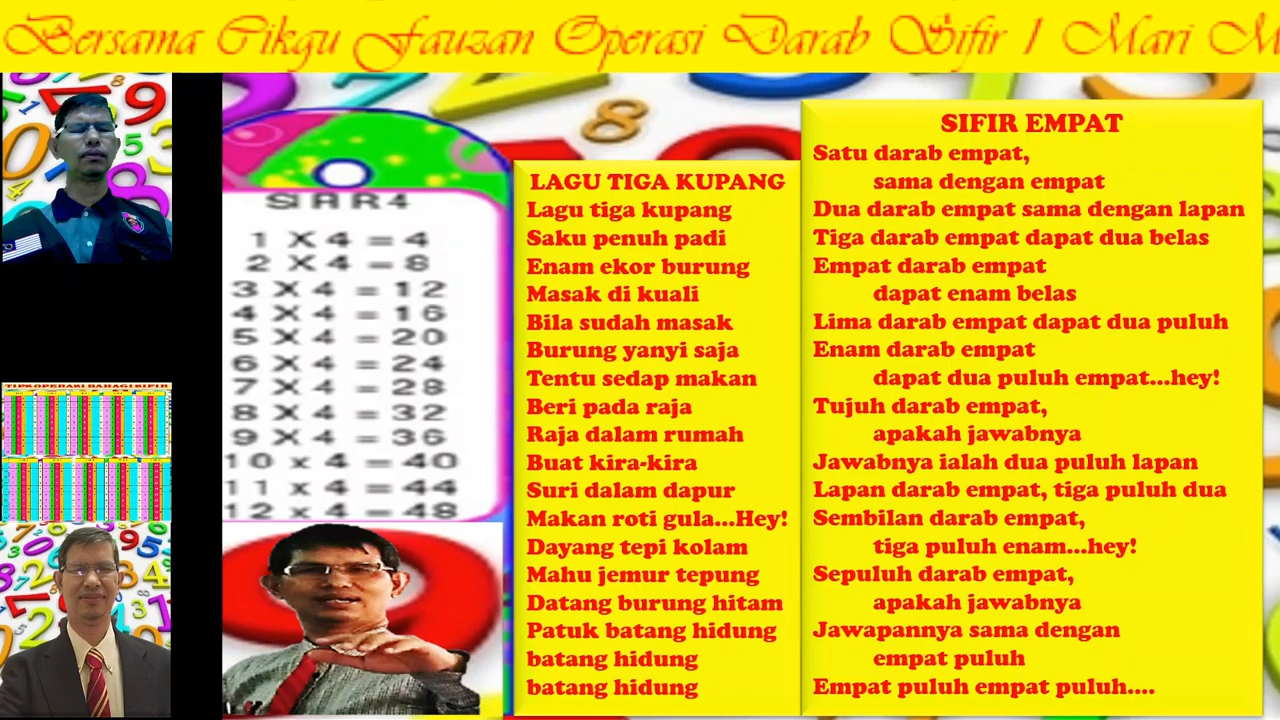 Bersama Cikgu Fauzan Operasi Darab Sifir 1 Mari M
TIPS OPERASI BAHAGI SIFIR
1 X 4 = 4
2 X 4 = 8
3 X 4 = 12
4 X 4 = 16
5 X 4 = 20
6 X 4 = 24
7 X 4 = 28
8 X 4 = 32
9 X 4 = 36
10 x 4 = 40
11 x 4 = 44
12 x 4 = 48
LAGU TIGA KUPANG
Lagu tiga kupang
Saku penuh padi
Enam ekor burung
Masak di kuali
Bila sudah masak
Burung yanyi saja
Tentu sedap makan
Beri pada raja
Raja dalam rumah
Buat kira-kira
Suri dalam dapur
Makan roti gula...Hey!
Dayang tepi kolam
Mahu jemur tepung
Datang burung hitam
Patuk batang hidung
batang hidung
batang hidung
SIFIR EMPAT
Satu darab empat,
sama dengan empat
Dua darab empat sama dengan lapan
Tiga darab empat dapat dua belas
Empat darab empat
dapat enam belas
Lima darab empat dapat dua puluh
Enam darab empat
dapat dua puluh empat...hey!
Tujuh darab empat,
apakah jawabnya
Jawabnya ialah dua puluh lapan
Lapan darab empat, tiga puluh dua
Sembilan darab empat,
tiga puluh enam...hey!
Sepuluh darab empat,
apakah jawabnya
Jawapannya sama dengan
empat puluh
Empat puluh empat puluh....